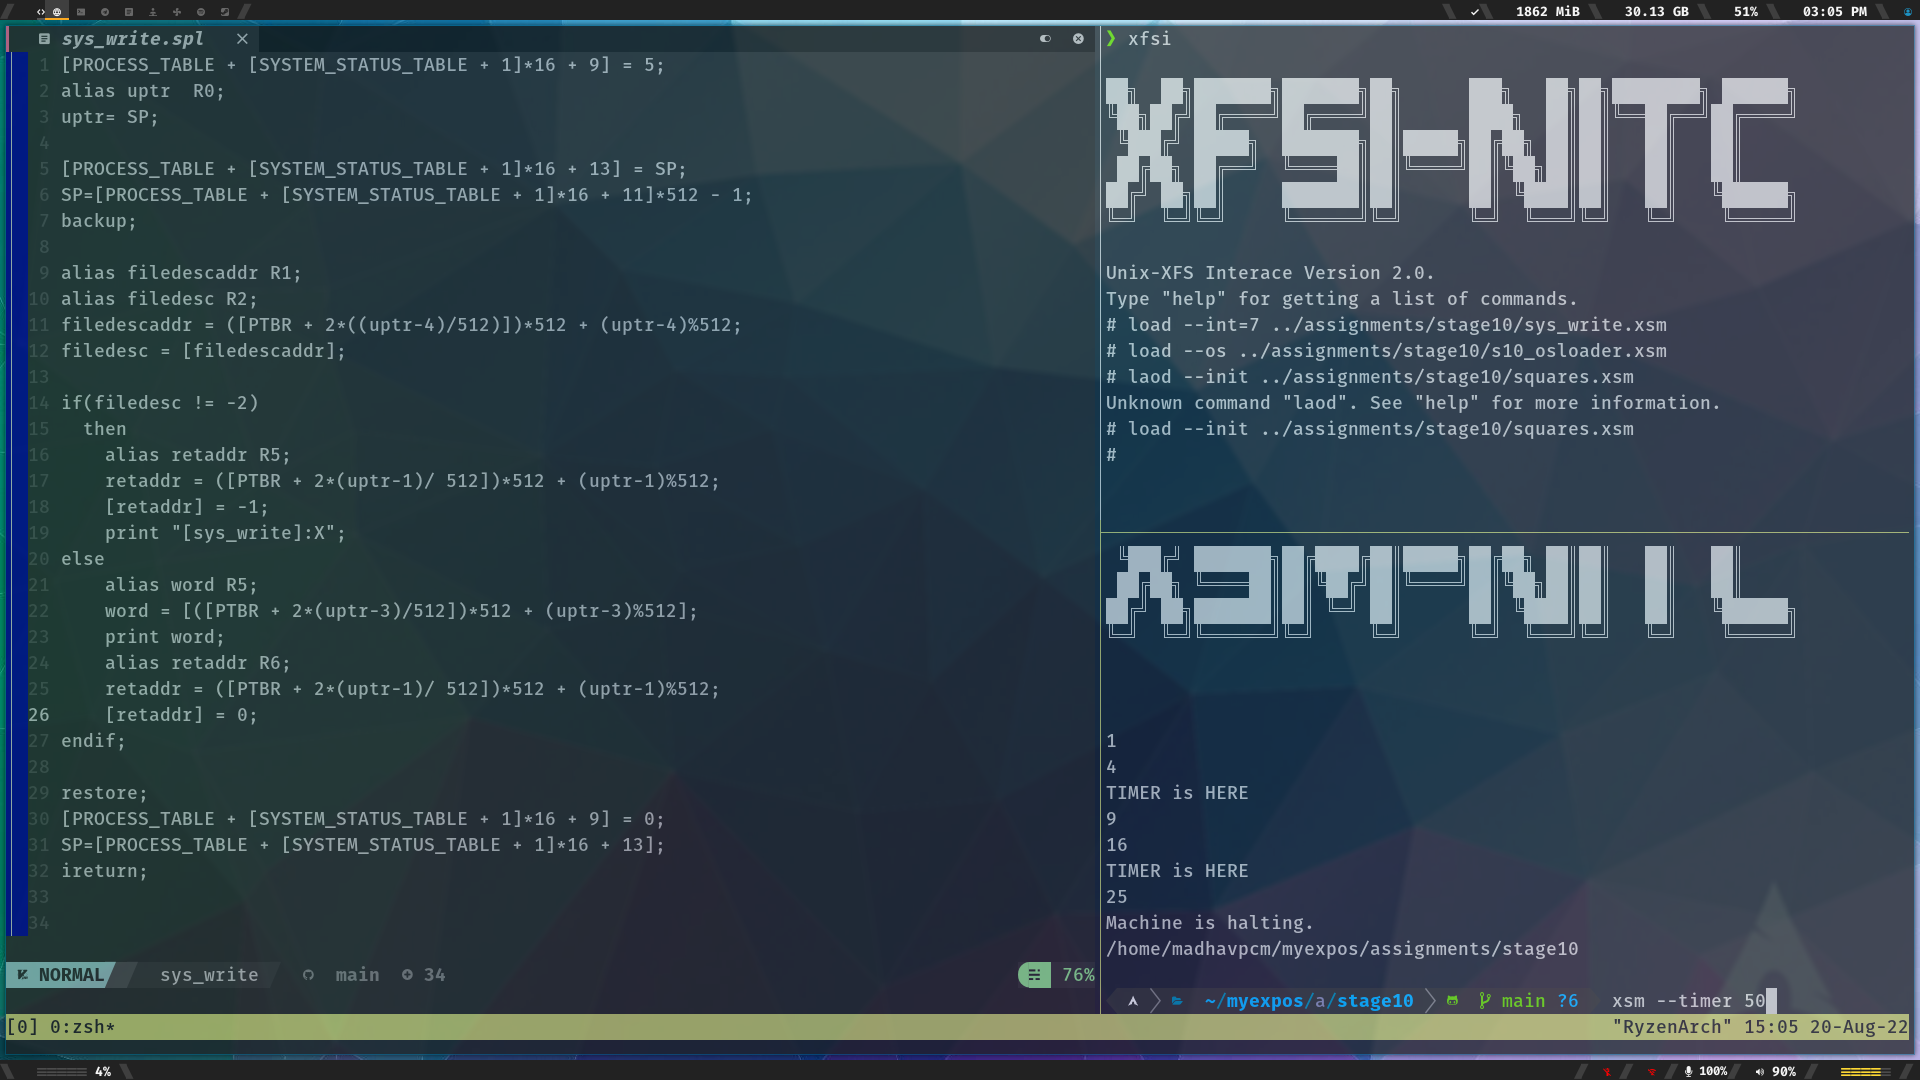 1862 MiB 30.13 GB 51% 03:05 PM
sys_write.spl
1 [PROCESS_TABLE + [SYSTEM_STATUS_TABLE + 1]*16 + 9] = 5;
2 alias uptr  R0;
3 uptr= SP;
4
5 [PROCESS_TABLE + [SYSTEM_STATUS_TABLE + 1]*16 + 13] = SP;
6 SP=[PROCESS_TABLE + [SYSTEM_STATUS_TABLE + 1]*16 + 11]*512 - 1;
7 backup;
8
9 alias filedescaddr R1;
10 alias filedesc R2;
11 filedescaddr = ([PTBR + 2*((uptr-4)/512)])*512 + (uptr-4)%512;
12 filedesc = [filedescaddr];
13
14 if(filedesc != -2)
15   then
16     alias retaddr R5;
17     retaddr = ([PTBR + 2*(uptr-1)/ 512])*512 + (uptr-1)%512;
18     [retaddr] = -1;
19     print "[sys_write]:X";
20 else
21     alias word R5;
22     word = [([PTBR + 2*(uptr-3)/512])*512 + (uptr-3)%512];
23     print word;
24     alias retaddr R6;
25     retaddr = ([PTBR + 2*(uptr-1)/ 512])*512 + (uptr-1)%512;
26     [retaddr] = 0;
27 endif;
28
29 restore;
30 [PROCESS_TABLE + [SYSTEM_STATUS_TABLE + 1]*16 + 9] = 0;
31 SP=[PROCESS_TABLE + [SYSTEM_STATUS_TABLE + 1]*16 + 13];
32 ireturn;
33
34
NORMAL sys_write main 34 76%
❯ xfsi
XFSI-NITC
Unix-XFS Interace Version 2.0.
Type "help" for getting a list of commands.
# load --int=7 ../assignments/stage10/sys_write.xsm
# load --os ../assignments/stage10/s10_osloader.xsm
# laod --init ../assignments/stage10/squares.xsm
Unknown command "laod". See "help" for more information.
# load --init ../assignments/stage10/squares.xsm
#
XSM-NITC
1
4
TIMER is HERE
9
16
TIMER is HERE
25
Machine is halting.
/home/madhavpcm/myexpos/assignments/stage10
~/myexpos/a/stage10 main ?6 xsm --timer 50
[0] 0:zsh* "RyzenArch" 15:05 20-Aug-22
4% 100% 90%